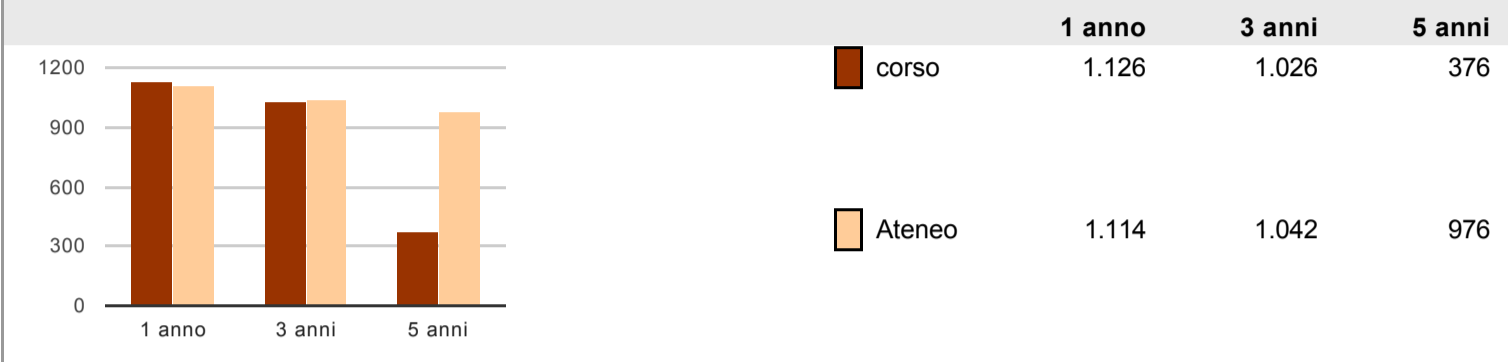 1 anno 3 anni 5 anni
1200
900
600
300
0
1 anno 3 anni 5 anni
corso 1.126 1.026 376
Ateneo 1.114 1.042 976